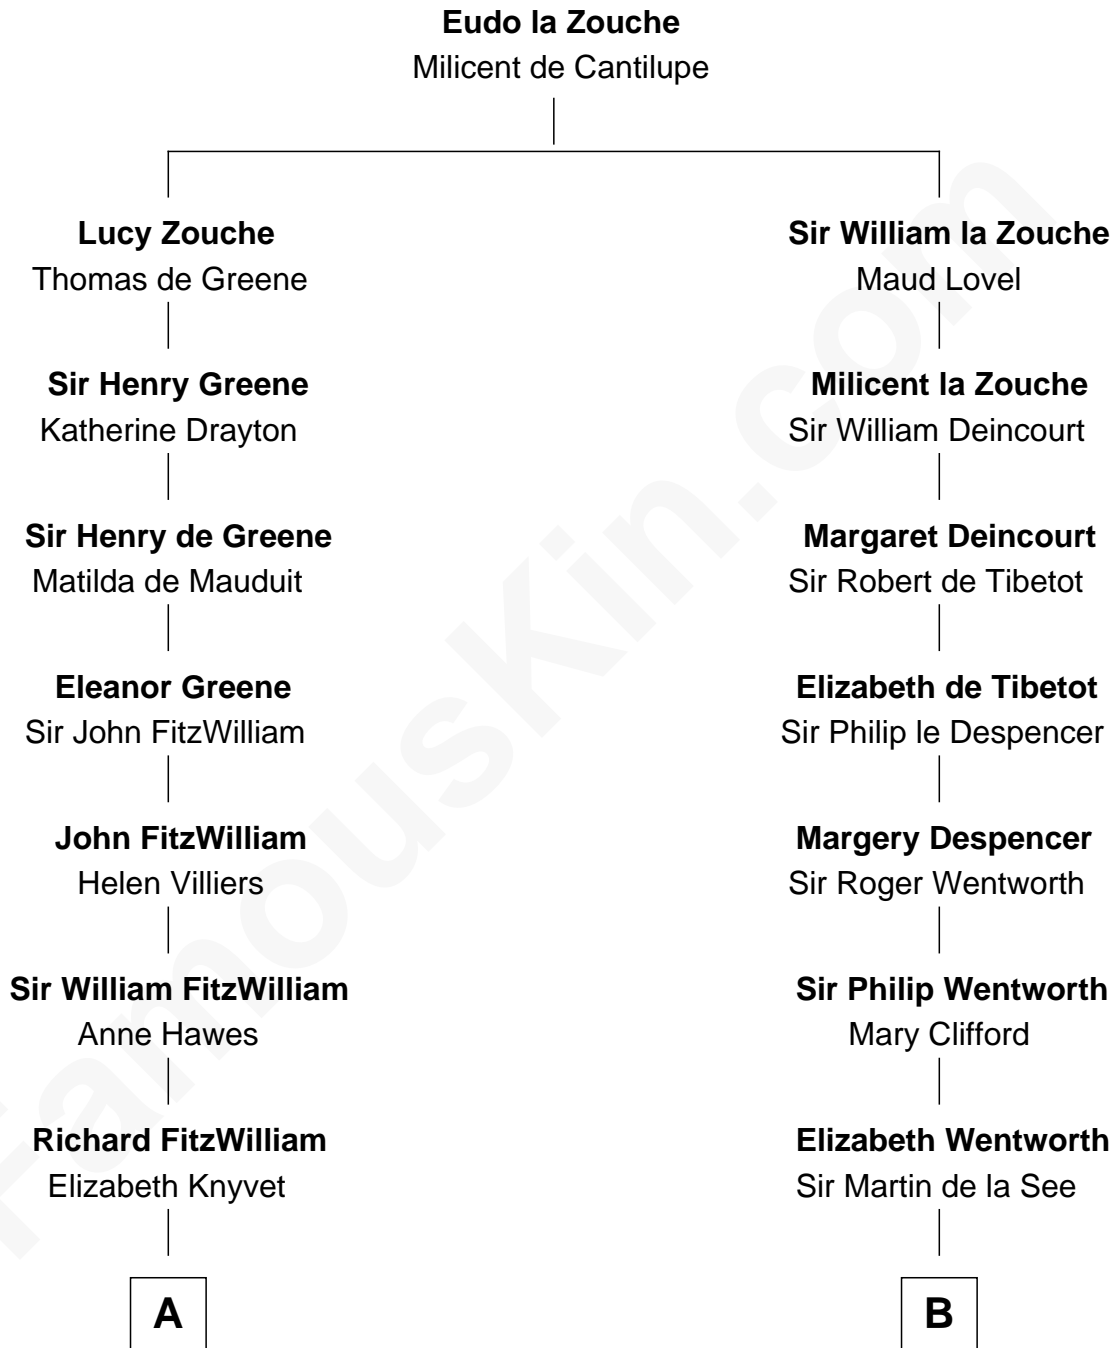 Eudo la Zouche
Milicent de Cantilupe
Lucy Zouche
Thomas de Greene
Sir Henry Greene
Katherine Drayton
Sir Henry de Greene
Matilda de Mauduit
Eleanor Greene
Sir John FitzWilliam
John FitzWilliam
Helen Villiers
Sir William FitzWilliam
Anne Hawes
Richard FitzWilliam
Elizabeth Knyvet
A
Sir William la Zouche
Maud Lovel
Milicent la Zouche
Sir William Deincourt
Margaret Deincourt
Sir Robert de Tibetot
Elizabeth de Tibetot
Sir Philip le Despencer
Margery Despencer
Sir Roger Wentworth
Sir Philip Wentworth
Mary Clifford
Elizabeth Wentworth
Sir Martin de la See
B
FamousKin.com